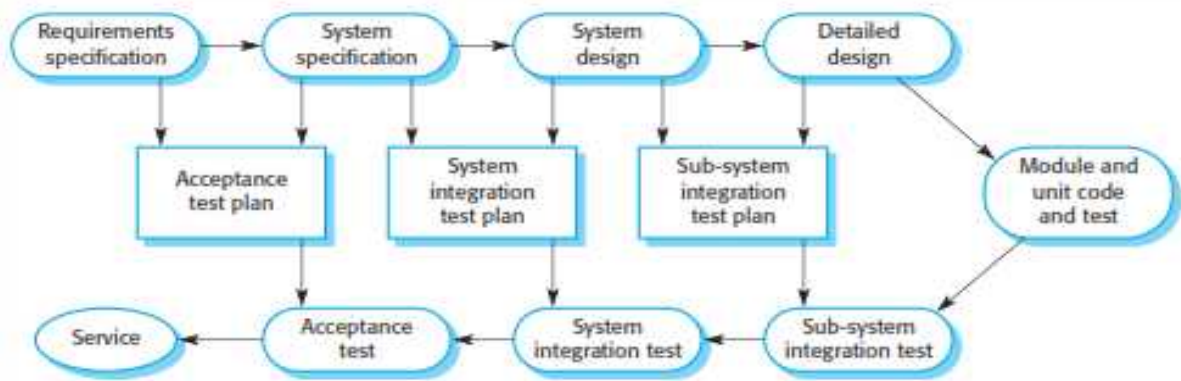 Requirements
specification
System
specification
System
design
Detailed
design
Acceptance
test plan
System
integration
test plan
Sub-system
integration
test plan
Module and
unit code
and test
Service
Acceptance
test
System
integration test
Sub-system
integration test